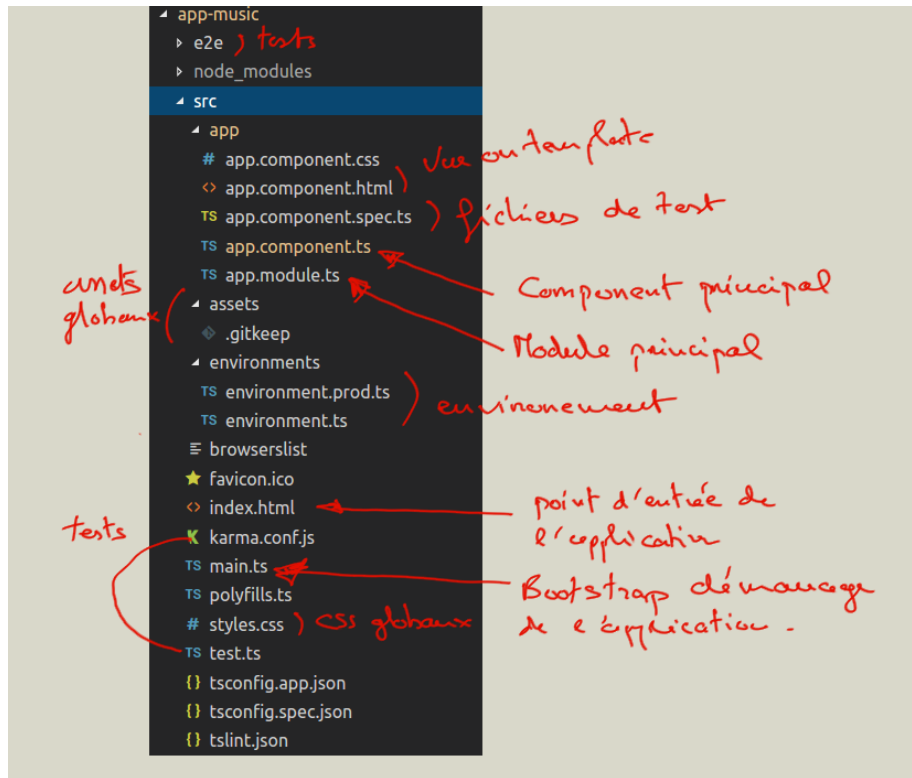 app-music
e2e ) tests
node_modules
src
app
app.component.css
app.component.html ) Vue ou template
app.component.spec.ts ) fichiers de test
app.component.ts
app.module.ts
Component principal
assets
globaux
assets
.gitkeep
Module principal
environments
environment.prod.ts
environment.ts
environnement
browserslist
favicon.ico
index.html
point d'entrée de
l'application
tests
karma.conf.js
main.ts
Bootstrap démarrage
de l'application.
polyfills.ts
styles.css ) css globaux
test.ts
tsconfig.app.json
tsconfig.spec.json
tslint.json